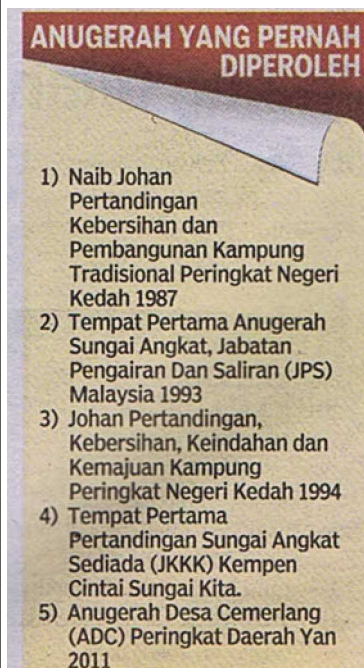 ANUGERAH YANG PERNAH
DIPEROLEH
1) Naib Johan
Pertandingan
Kebersihan dan
Pembangunan Kampung
Tradisional Peringkat Negeri
Kedah 1987
2) Tempat Pertama Anugerah
Sungai Angkat, Jabatan
Pengairan Dan Saliran (JPS)
Malaysia 1993
3) Johan Pertandingan,
Kebersihan, Keindahan dan
Kemajuan Kampung
Peringkat Negeri Kedah 1994
4) Tempat Pertama
Pertandingan Sungai Angkat
Sediada (JKKK) Kempen
Cintai Sungai Kita.
5) Anugerah Desa Cemerlang
(ADC) Peringkat Daerah Yan
2011